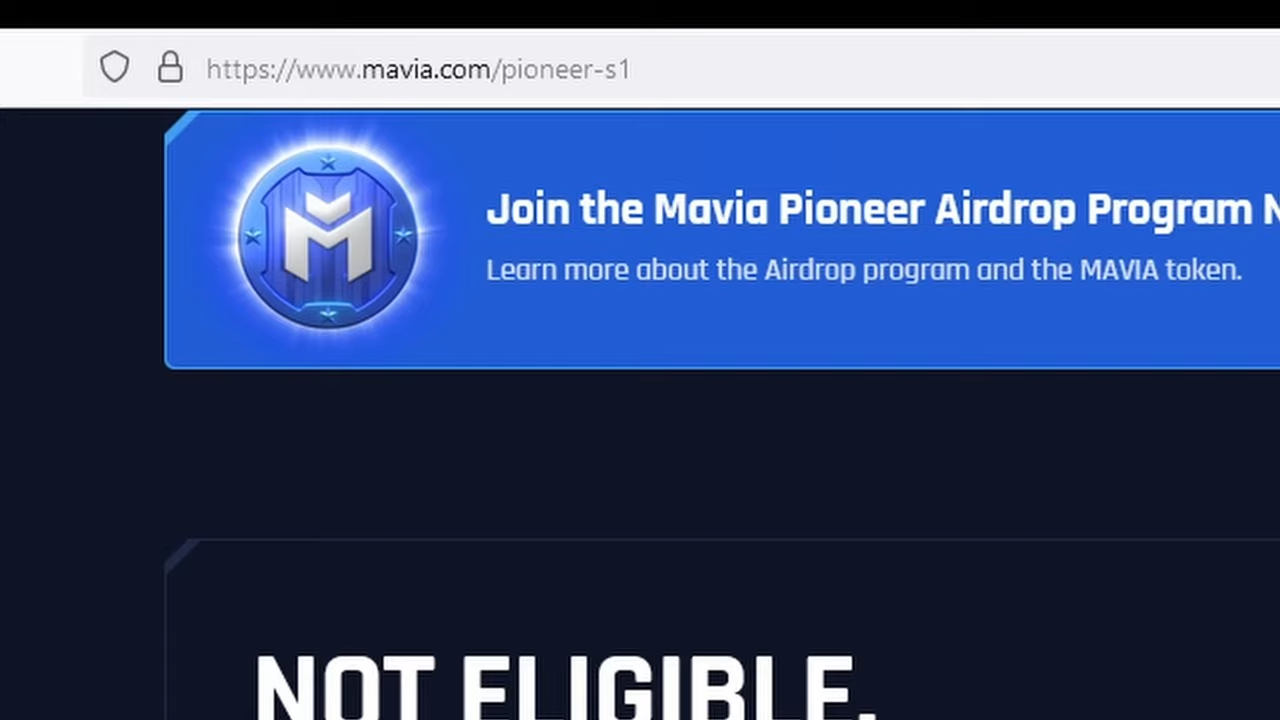 https://www.mavia.com/pioneer-s1
Join the Mavia Pioneer Airdrop Program
Learn more about the Airdrop program and the MAVIA token.
NOT ELIGIBLE.